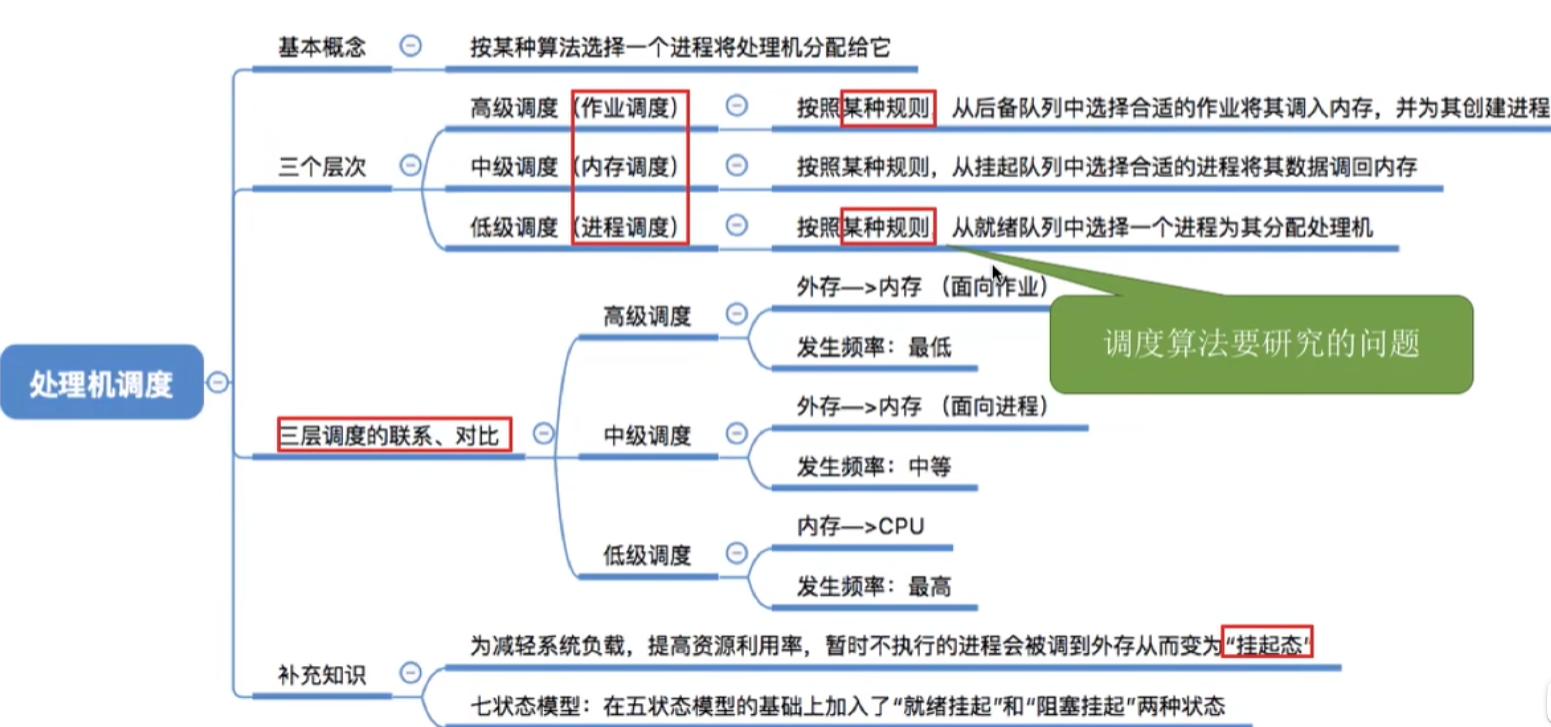 基本概念
按某种算法选择一个进程将处理机分配给它
三个层次
高级调度（作业调度）
按照某种规则，从后备队列中选择合适的作业将其调入内存，并为其创建进程
中级调度（内存调度）
按照某种规则，从挂起队列中选择合适的进程将其数据调回内存
低级调度（进程调度）
按照某种规则，从就绪队列中选择一个进程为其分配处理机
调度算法要研究的问题
处理机调度
三层调度的联系、对比
高级调度
外存—>内存 （面向作业）
发生频率：最低
中级调度
外存—>内存 （面向进程）
发生频率：中等
低级调度
内存—>CPU
发生频率：最高
补充知识
为减轻系统负载，提高资源利用率，暂时不执行的进程会被调到外存从而变为“挂起态”
七状态模型：在五状态模型的基础上加入了“就绪挂起”和“阻塞挂起”两种状态